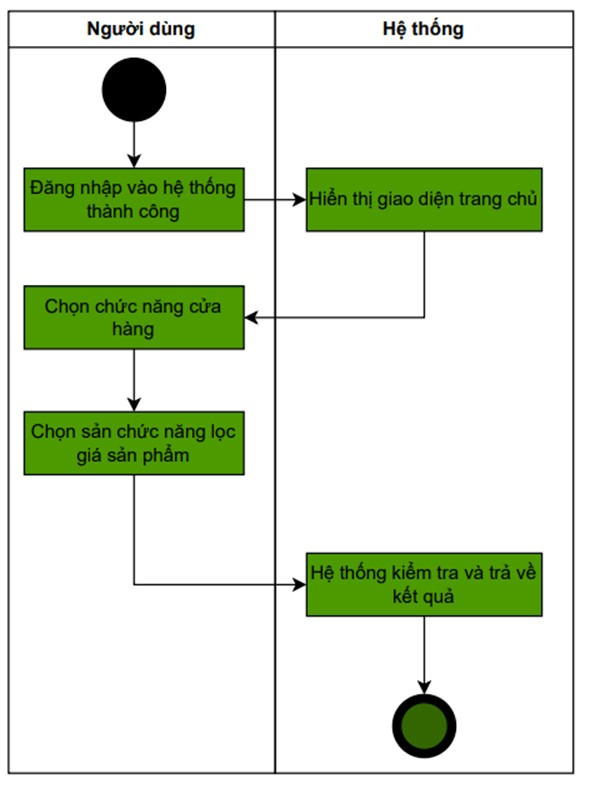 Người dùng
Hệ thống
Đăng nhập vào hệ thống
thành công
Hiển thị giao diện trang chủ
Chọn chức năng cửa
hàng
Chọn sản chức năng lọc
giá sản phẩm
Hệ thống kiểm tra và trả về
kết quả